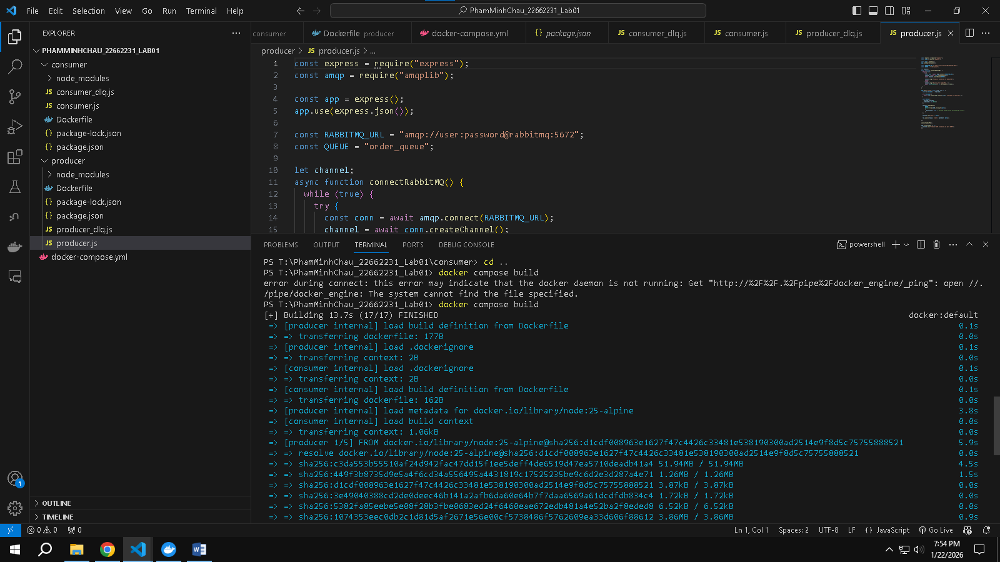 File Edit Selection View Go Run Terminal Help
PhamMinhChau_22662231_Lab01
EXPLORER
PHAMMINHCHAU_22662231_LAB01
consumer
node_modules
JS consumer_dlq.js
JS consumer.js
Dockerfile
{} package-lock.json
{} package.json
producer
node_modules
Dockerfile
{} package-lock.json
{} package.json
JS producer_dlq.js
JS producer.js
docker-compose.yml
OUTLINE
TIMELINE
consumer
Dockerfile producer
docker-compose.yml
{} package.json
JS consumer_dlq.js
JS consumer.js
JS producer_dlq.js
JS producer.js
producer > JS producer.js > ...
1 const express = require("express");
2 const amqp = require("amqplib");
3
4 const app = express();
5 app.use(express.json());
6
7 const RABBITMQ_URL = "amqp://user:password@rabbitmq:5672";
8 const QUEUE = "order_queue";
9
10 let channel;
11 async function connectRabbitMQ() {
12 while (true) {
13 try {
14 const conn = await amqp.connect(RABBITMQ_URL);
15 channel = await conn.createChannel();
PROBLEMS OUTPUT TERMINAL PORTS DEBUG CONSOLE
powershell
PS T:\PhamMinhChau_22662231_Lab01\consumer> cd ..
PS T:\PhamMinhChau_22662231_Lab01> docker compose build
error during connect: this error may indicate that the docker daemon is not running: Get "http://%2F%2F.%2Fpipe%2Fdocker_engine/_ping": open //.
/pipe/docker_engine: The system cannot find the file specified.
PS T:\PhamMinhChau_22662231_Lab01> docker compose build
[+] Building 13.7s (17/17) FINISHED docker:default
=> [producer internal] load build definition from Dockerfile 0.1s
=> => transferring dockerfile: 177B 0.0s
=> [producer internal] load .dockerignore 0.1s
=> => transferring context: 2B 0.0s
=> [consumer internal] load .dockerignore 0.1s
=> => transferring context: 2B 0.0s
=> [consumer internal] load build definition from Dockerfile 0.1s
=> => transferring dockerfile: 162B 0.0s
=> [producer internal] load metadata for docker.io/library/node:25-alpine 3.8s
=> [consumer internal] load build context 0.0s
=> => transferring context: 1.06kB 0.0s
=> [producer 1/5] FROM docker.io/library/node:25-alpine@sha256:d1cdf008963e1627f47c4426c33481e538190300ad2514e9f8d5c75755888521 5.9s
=> => resolve docker.io/library/node:25-alpine@sha256:d1cdf008963e1627f47c4426c33481e538190300ad2514e9f8d5c75755888521 0.0s
=> => sha256:c3da553b55510af24d942fac47dd15f1ee5deff4de6519d47ea5710deadb41a4 51.94MB / 51.94MB 4.5s
=> => sha256:449f3b8735d9e5a4f6cd34a556495a4431819c17525235be9c6d2e3d287a4e71 1.26MB / 1.26MB 1.5s
=> => sha256:d1cdf008963e1627f47c4426c33481e538190300ad2514e9f8d5c75755888521 3.87kB / 3.87kB 0.0s
=> => sha256:3e49040388cd2de0deec46b141a2afb6da60e64b7f7daa6569a61dcdfdb834c4 1.72kB / 1.72kB 0.0s
=> => sha256:5382fa85eebe5e08f28b3fbe0683ed24f6460eae672edb481a4e52ba2f8eded8 6.52kB / 6.52kB 0.0s
=> => sha256:1074353eec0db2c1d81d5af2671e56e00cf5738486f5762609ea33d606f88612 3.86MB / 3.86MB 0.9s
0 0 0
Ln 1, Col 1 Spaces: 2 UTF-8 LF {} JavaScript Go Live
1
7:54 PM
1/22/2026